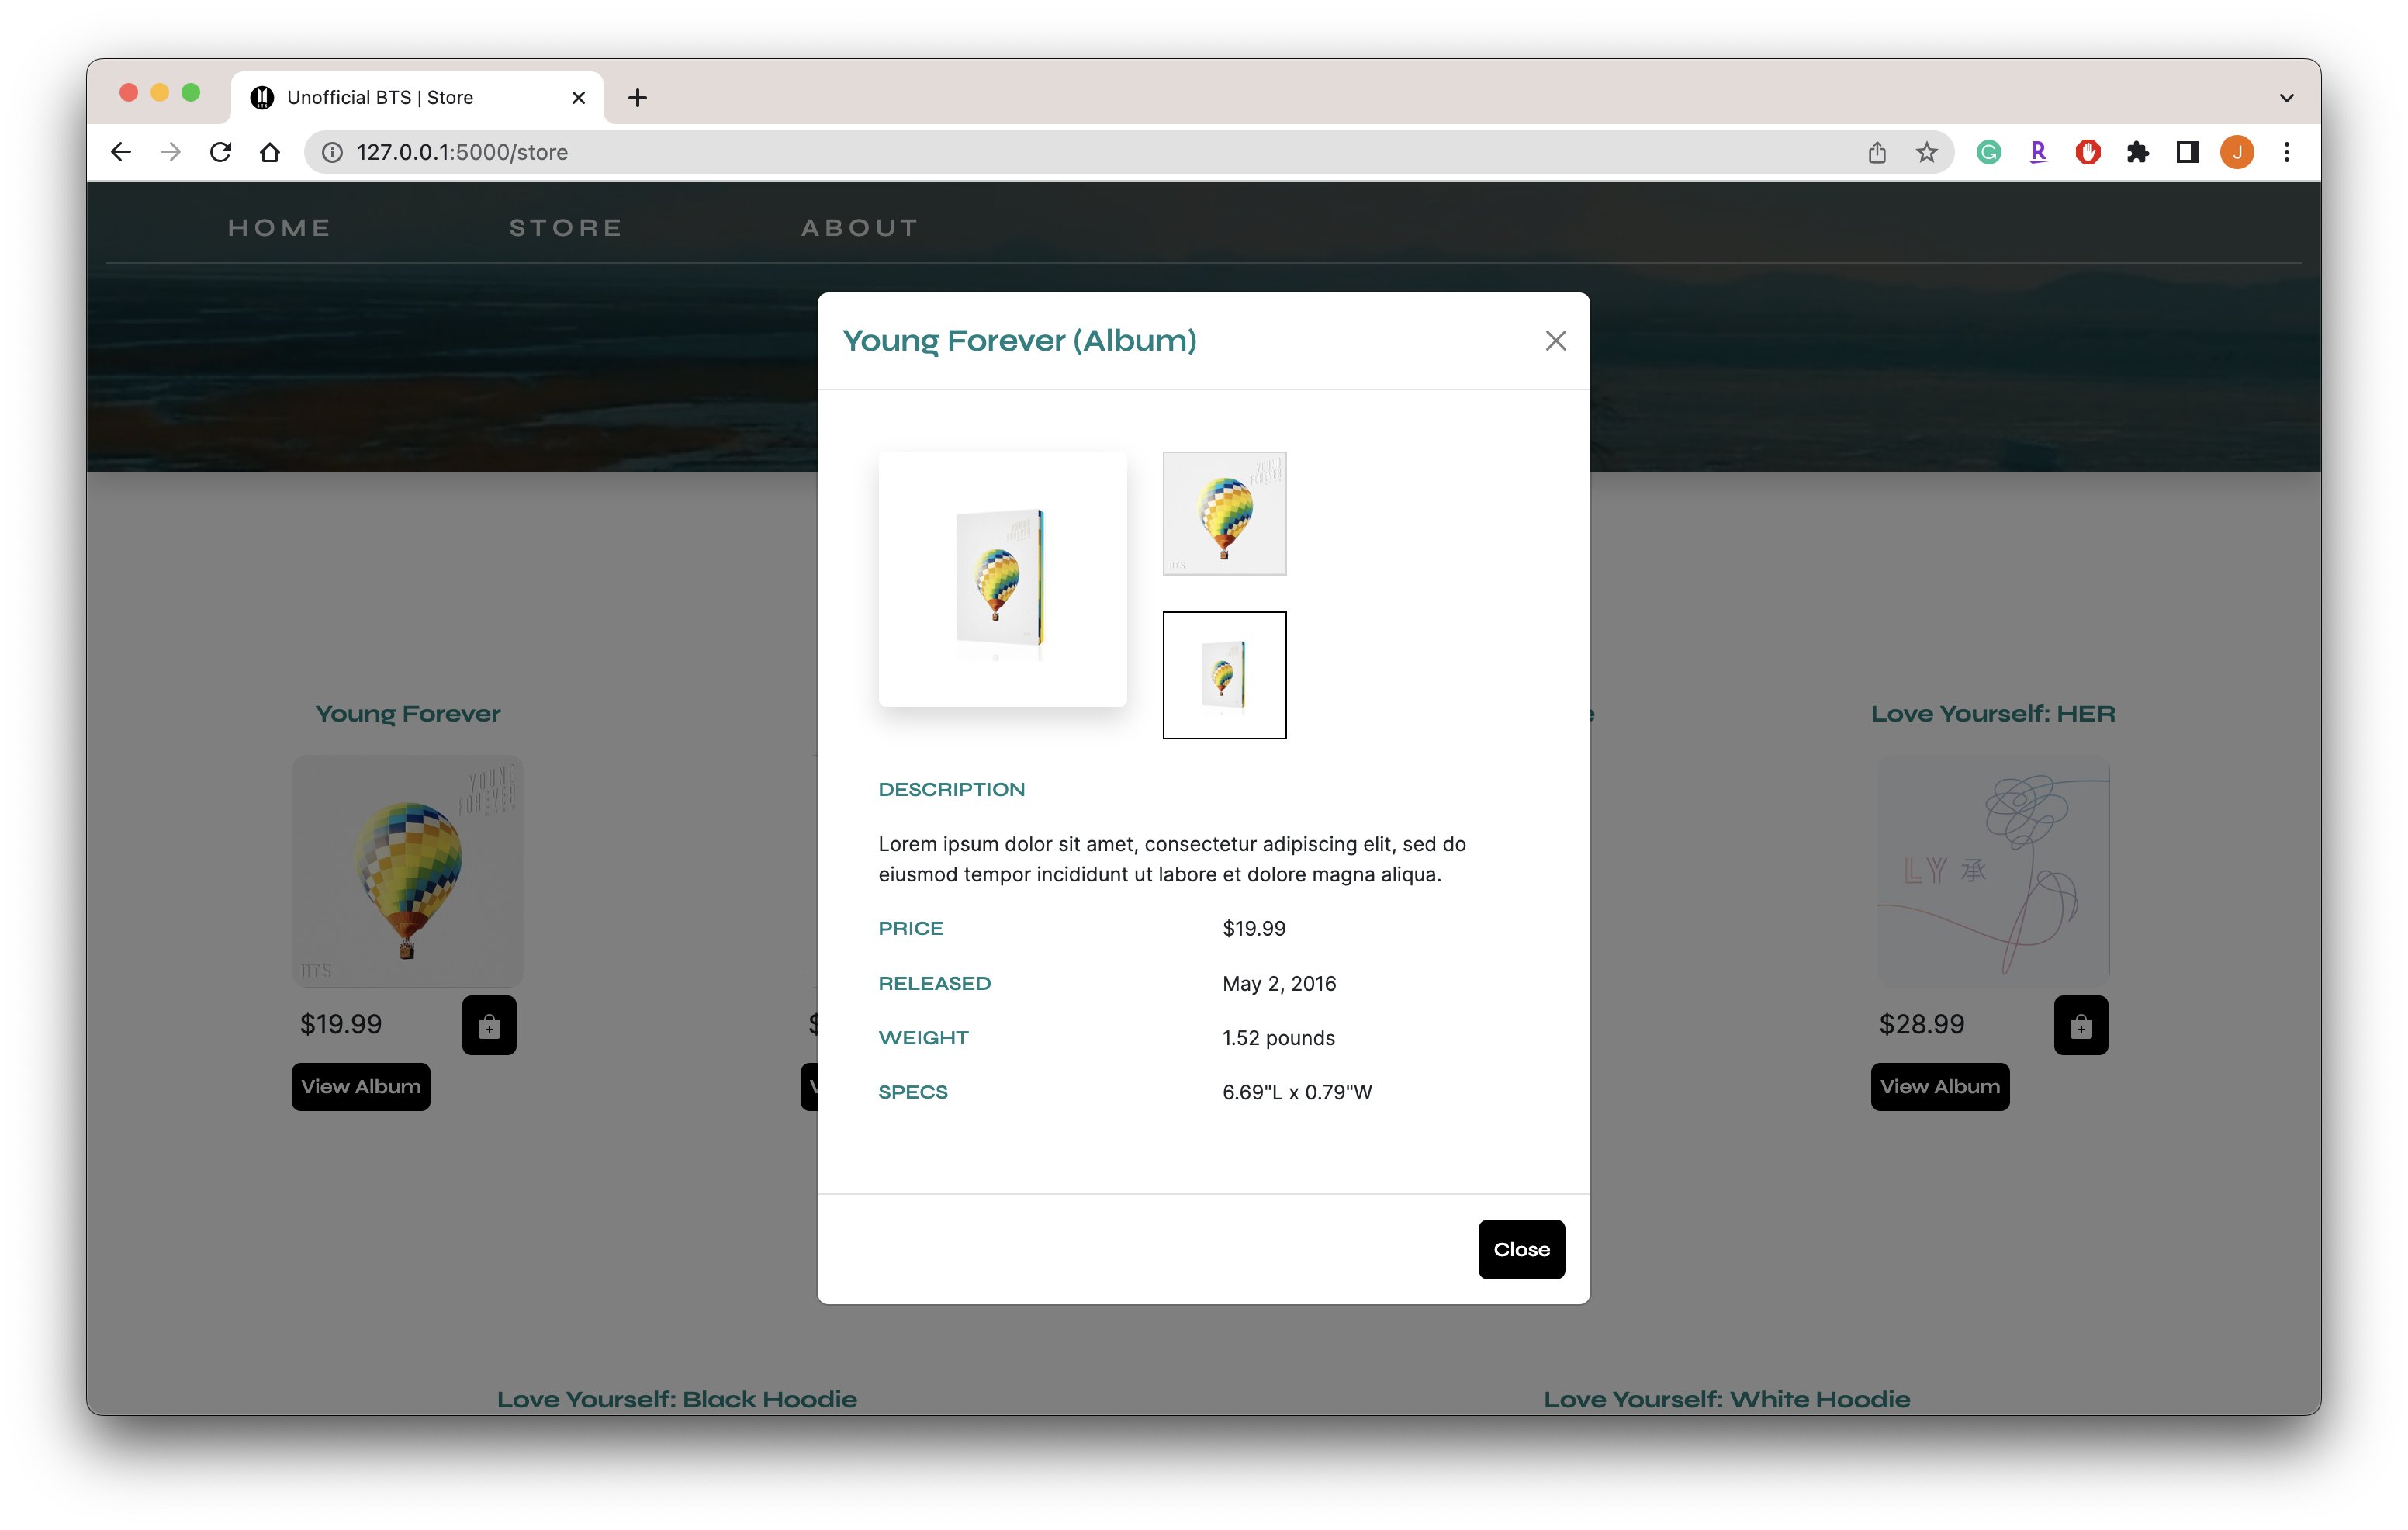 Unofficial BTS | Store
127.0.0.1:5000/store
R
J
HOME
STORE
ABOUT
Young Forever (Album)
YOUNG
FOREVER
BTS
DESCRIPTION
Lorem ipsum dolor sit amet, consectetur adipiscing elit, sed do
eiusmod tempor incididunt ut labore et dolore magna aliqua.
PRICE
$19.99
RELEASED
May 2, 2016
WEIGHT
1.52 pounds
SPECS
6.69"L x 0.79"W
Close
Young Forever
YOUNG
FOREVER
BTS
$19.99
View Album
Love Yourself: HER
LY 承
$28.99
View Album
Love Yourself: Black Hoodie
Love Yourself: White Hoodie